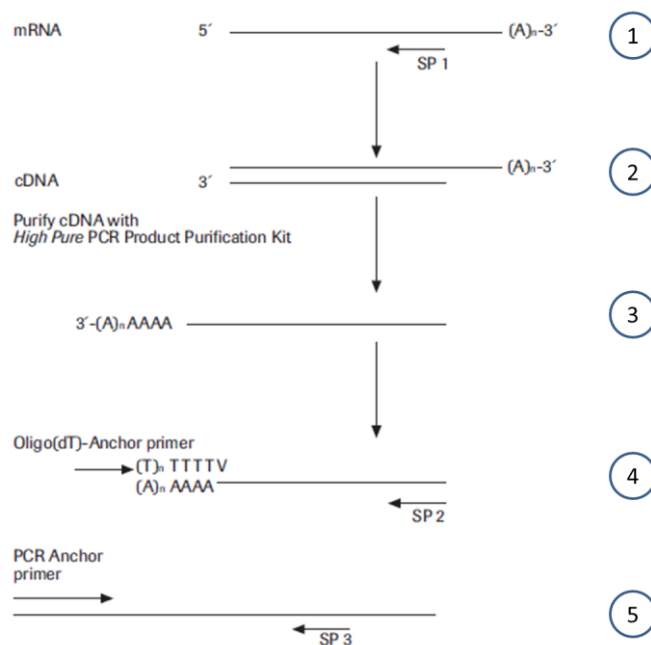 mRNA 5´ (A)n-3´ 1
SP 1
(A)n-3´ 2
cDNA 3´
Purify cDNA with
High Pure PCR Product Purification Kit
3´-(A)nAAAA 3
Oligo(dT)-Anchor primer
(T)n TTTTV
(A)n AAAA 4
SP 2
PCR Anchor
primer
5
SP 3